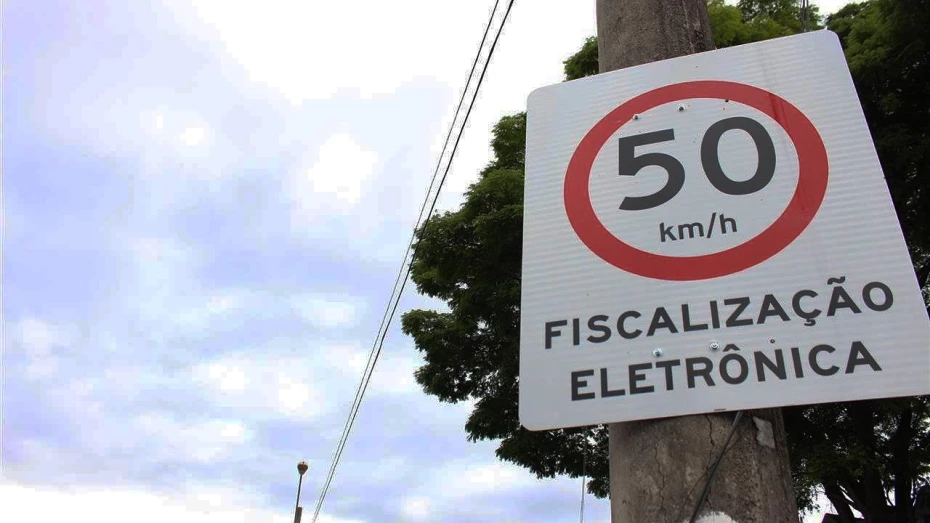 50
km/h
FISCALIZAÇÃO
ELETRÔNICA